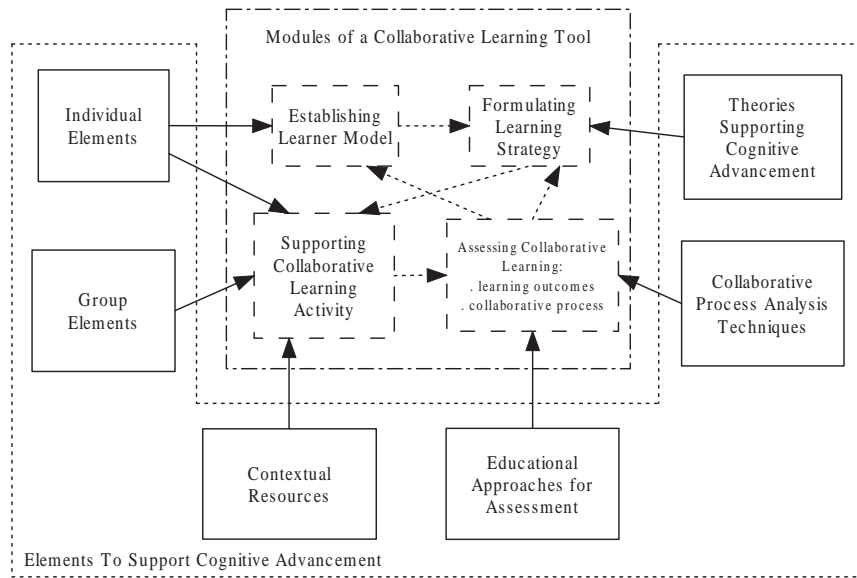 Modules of a Collaborative Learning Tool
Individual
Elements
Establishing
Learner Model
Formulating
Learning
Strategy
Theories
Supporting
Cognitive
Advancement
Group
Elements
Supporting
Collaborative
Learning
Activity
Assessing Collaborative
Learning:
. learning outcomes
. collaborative process
Collaborative
Process Analysis
Techniques
Contextual
Resources
Educational
Approaches for
Assessment
Elements To Support Cognitive Advancement